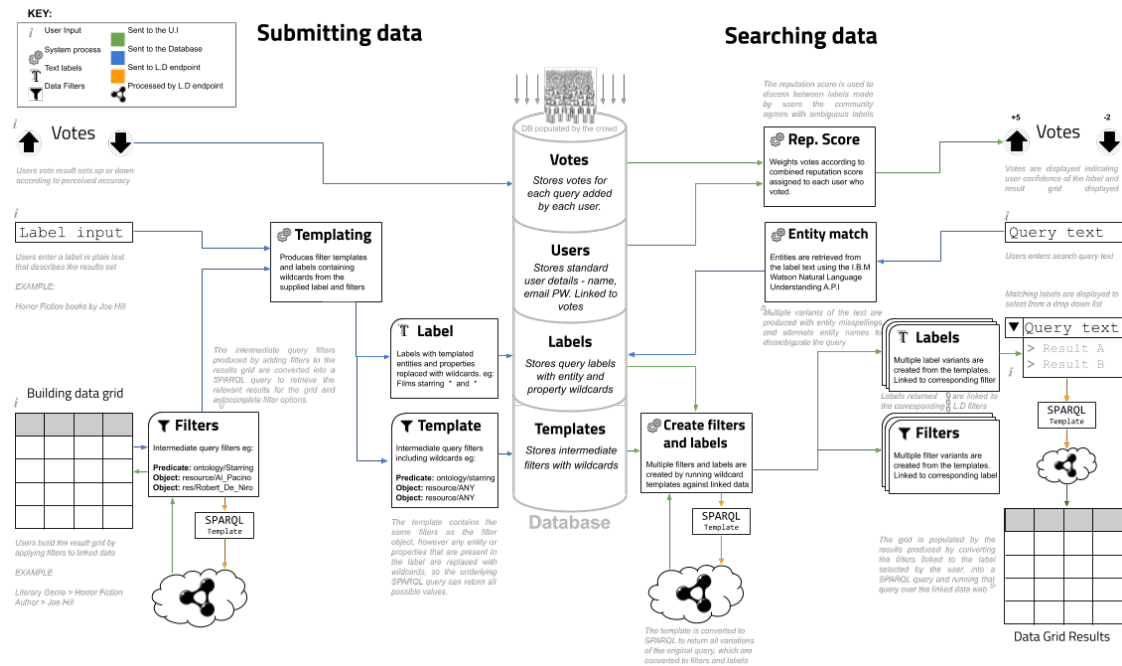 KEY:
i User Input
System process
Text labels
Data Filters
Sent to the U.I
Sent to the Database
Sent to L.D endpoint
Processed by L.D endpoint
Submitting data
Searching data
i
Votes
Users vote result sets up or down
according to perceived accuracy
i
Label input
Users enter a label in plain text
that describes the results set
EXAMPLE:
Horror Fiction books by Joe Hill
Templating
Produces filter templates
and labels containing
wildcards from the
supplied label and filters
The intermediate query filters
produced by adding filters to the
results grid are converted into a
SPARQL query to retrieve the
relevant results for the grid and
autocomplete filter options.
Building data grid
i
Users build the result grid by
applying filters to linked data
EXAMPLE
Literary Genre > Horror Fiction
Author > Joe Hill
Filters
Intermediate query filters eg:
Predicate: ontology/Starring
Object: resource/Al_Pacino
Object: res/Robert_De_Niro
SPARQL
Template
Label
Labels with templated
entities and properties
replaced with wildcards. eg:
Films starring * and *
Template
Intermediate query filters
including wildcards eg:
Predicate: ontology/starring
Object: resource/ANY
Object: resource/ANY
The template contains the
same filters as the filter
object, however any entity or
properties that are present in
the label are replaced with
wildcards, so the underlying
SPARQL query can return all
possible values.
DB populated by the crowd
Votes
Stores votes for
each query added
by each user.
Users
Stores standard
user details - name,
email PW. Linked to
votes
Labels
Stores query labels
with entity and
property wildcards
Templates
Stores intermediate
filters with wildcards
Database
The reputation score is used to
discern between labels made
by users the community
agrees with ambiguous labels
Rep. Score
Weights votes according to
combined reputation score
assigned to each user who
voted.
+5
-2
Votes
Votes are displayed indicating
user confidence of the label and
result grid displayed
Entity match
Entities are retrieved from
the label text using the I.B.M
Watson Natural Language
Understanding A.P.I
Multiple variants of the text are
produced with entity misspellings
and alternate entity names to
disambiguate the query
i
Query text
Users enters search query text
Matching labels are displayed to
select from a drop down list
Query text
> Result A
> Result B
i
Labels
Multiple label variants are
created from the templates.
Linked to corresponding filter
Labels returned are linked to
the corresponding L.D filters
Filters
Multiple filter variants are
created from the templates.
Linked to corresponding label
Create filters
and labels
Multiple filters and labels are
created by running wildcard
templates against linked data
SPARQL
Template
The template is converted to
SPARQL to return all variations
of the original query, which are
converted to filters and labels
SPARQL
Template
The grid is populated by the
results produced by converting
the filters linked to the label
selected by the user, into a
SPARQL query and running that
query over the linked data web
Data Grid Results